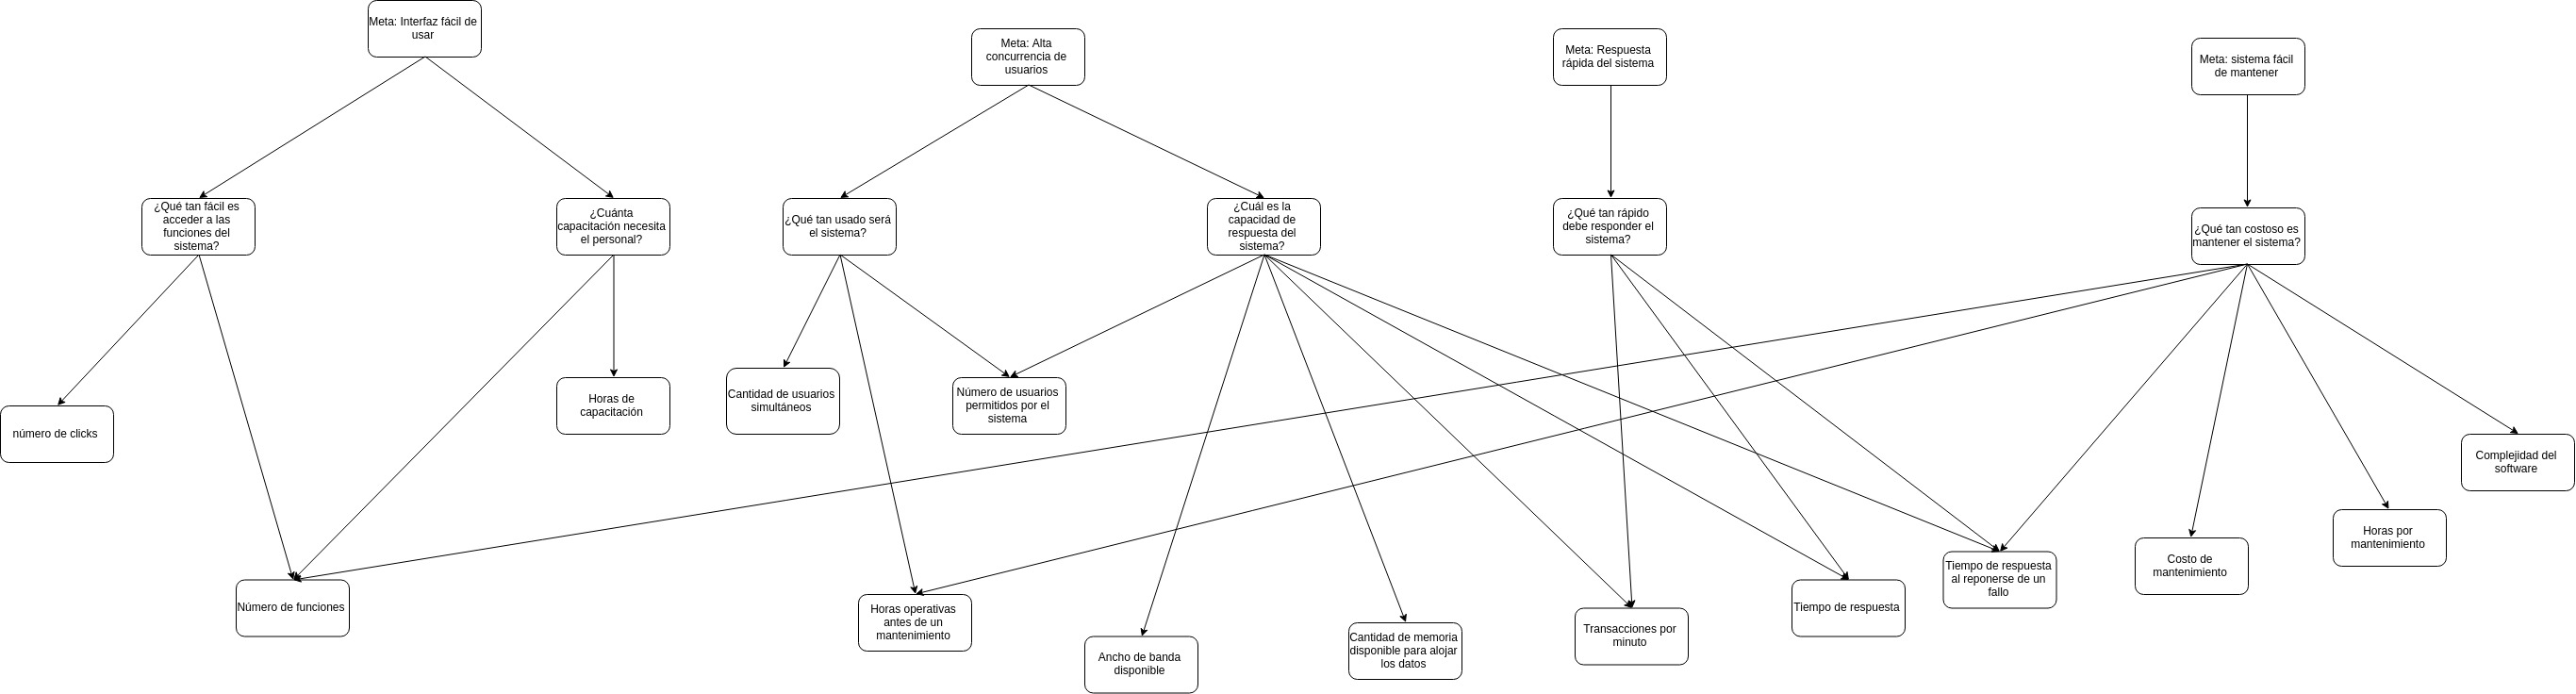 Meta: Interfaz fácil de
usar
Meta: Alta
concurrencia de
usuarios
Meta: Respuesta
rápida del sistema
Meta: sistema fácil
de mantener
¿Qué tan fácil es
acceder a las
funciones del
sistema?
¿Cuánta
capacitación necesita
el personal?
¿Qué tan usado será
el sistema?
¿Cuál es la
capacidad de
respuesta del
sistema?
¿Qué tan rápido
debe responder el
sistema?
¿Qué tan costoso es
mantener el sistema?
número de clicks
Horas de
capacitación
Cantidad de usuarios
simultáneos
Número de usuarios
permitidos por el
sistema
Complejidad del
software
Horas por
mantenimiento
Costo de
mantenimiento
Tiempo de respuesta
al reponerse de un
fallo
Número de funciones
Horas operativas
antes de un
mantenimiento
Ancho de banda
disponible
Cantidad de memoria
disponible para alojar
los datos
Transacciones por
minuto
Tiempo de respuesta